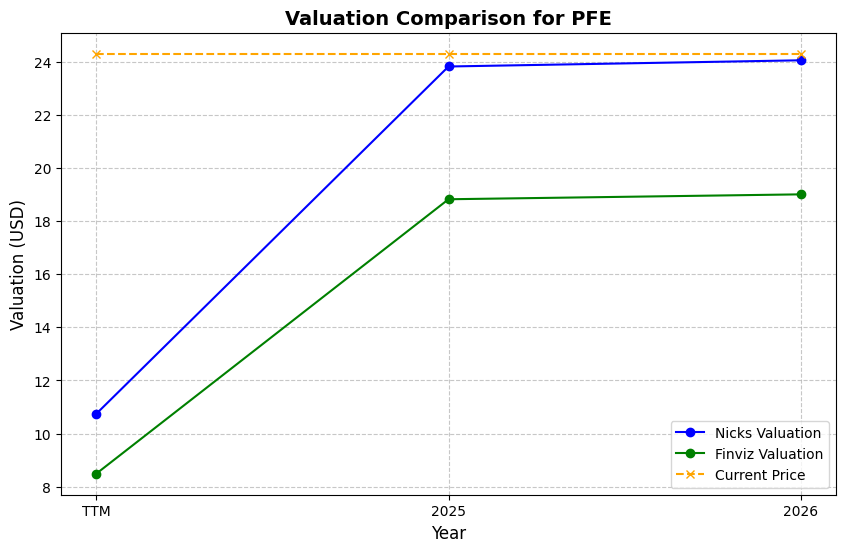 Valuation Comparison for PFE
Valuation (USD)
24
22
20
18
16
14
12
10
8
TTM
2025
2026
Year
Nicks Valuation
Finviz Valuation
Current Price